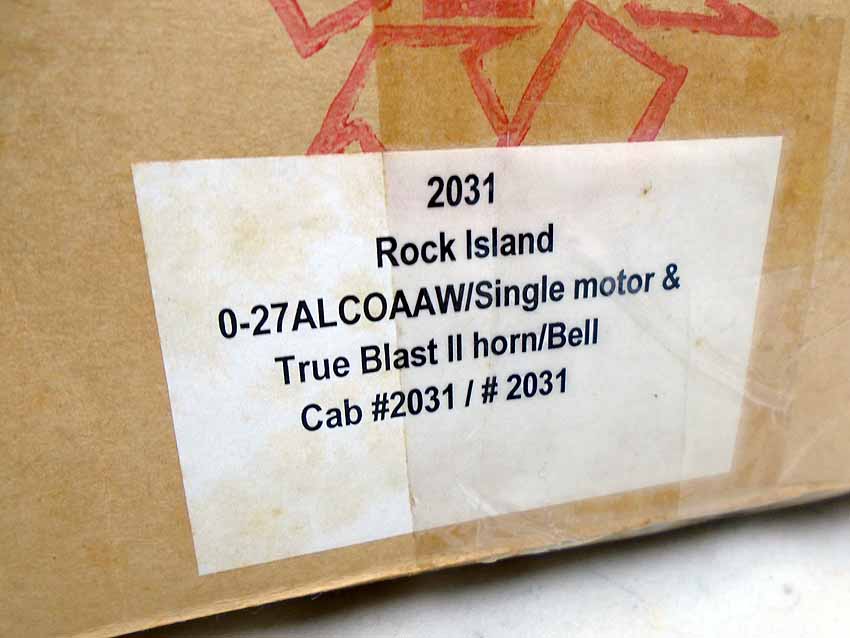 2031
Rock Island
0-27ALCOAAW/Single motor &
True Blast II horn/Bell
Cab #2031 / # 2031